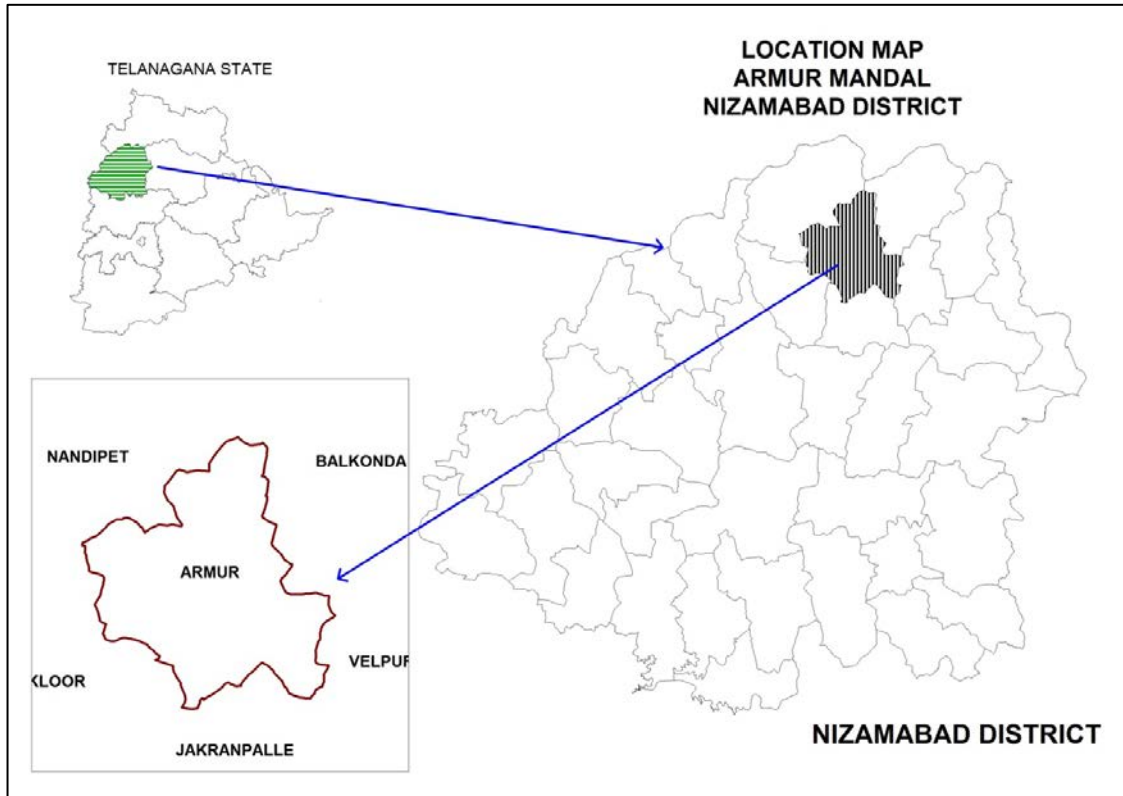 TELANAGANA STATE
LOCATION MAP
ARMUR MANDAL
NIZAMABAD DISTRICT
NANDIPET
BALKONDA
ARMUR
VELPUR
KLOOR
JAKRANPALLE
NIZAMABAD DISTRICT